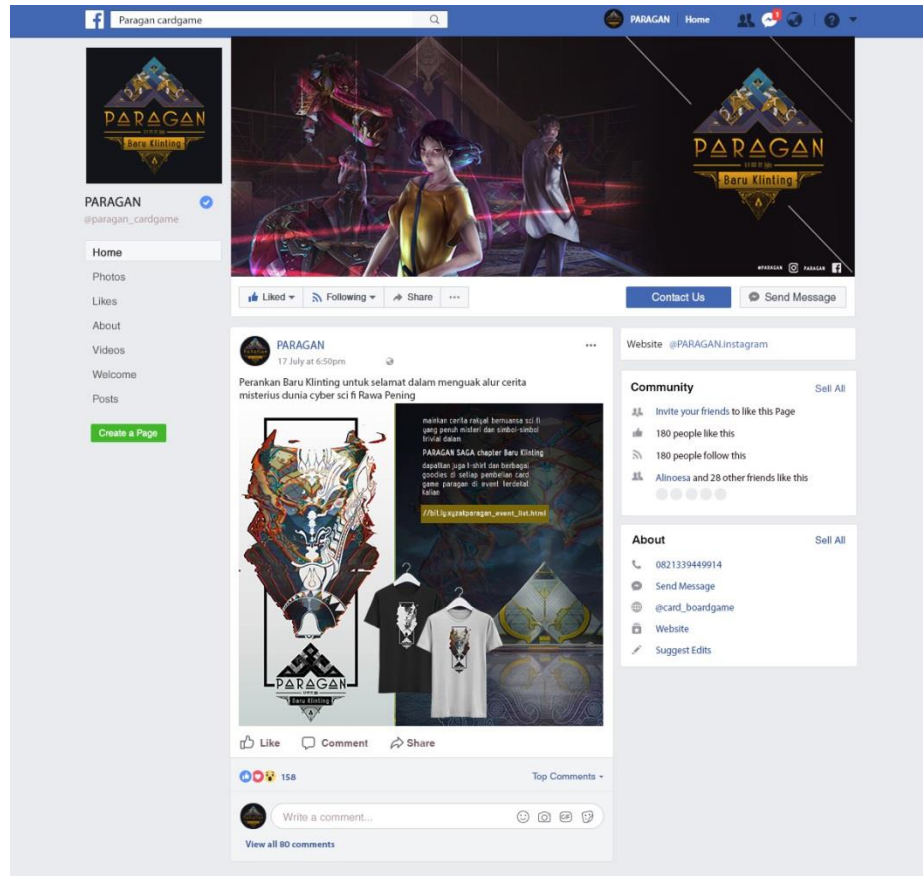 Paragan cardgame
PARAGAN Home
1
PARAGAN
Baru Klinting
PARAGAN
@paragan_cardgame
Home
Photos
Likes
About
Videos
Welcome
Posts
Create a Page
PARAGAN
Baru Klinting
@PARAGAN PARAGAN
Liked Following Share
Contact Us
Send Message
PARAGAN
17 July at 6:50pm
Perankan Baru Klinting untuk selamat dalam menguak alur cerita
misterius dunia cyber sci fi Rawa Pening
mainkan cerita rakyat bernuansa sci fi
yang penuh misteri dan simbol-simbol
trivial dalam
PARAGAN SAGA chapter Baru Klinting
dapatkan juga t-shirt dan berbagai
goodies di setiap pembelian card
game paragan di event terdekat
kalian
//bit.ly.xyzatparagan_event_list.html
PARAGAN
Baru Klinting
Like Comment Share
158
Top Comments
Write a comment...
GIF
View all 80 comments
Website @PARAGAN.instagram
Community Sell All
Invite your friends to like this Page
180 people like this
180 people follow this
Alinoesa and 28 other friends like this
About Sell All
0821339449914
Send Message
@card_boardgame
Website
Suggest Edits